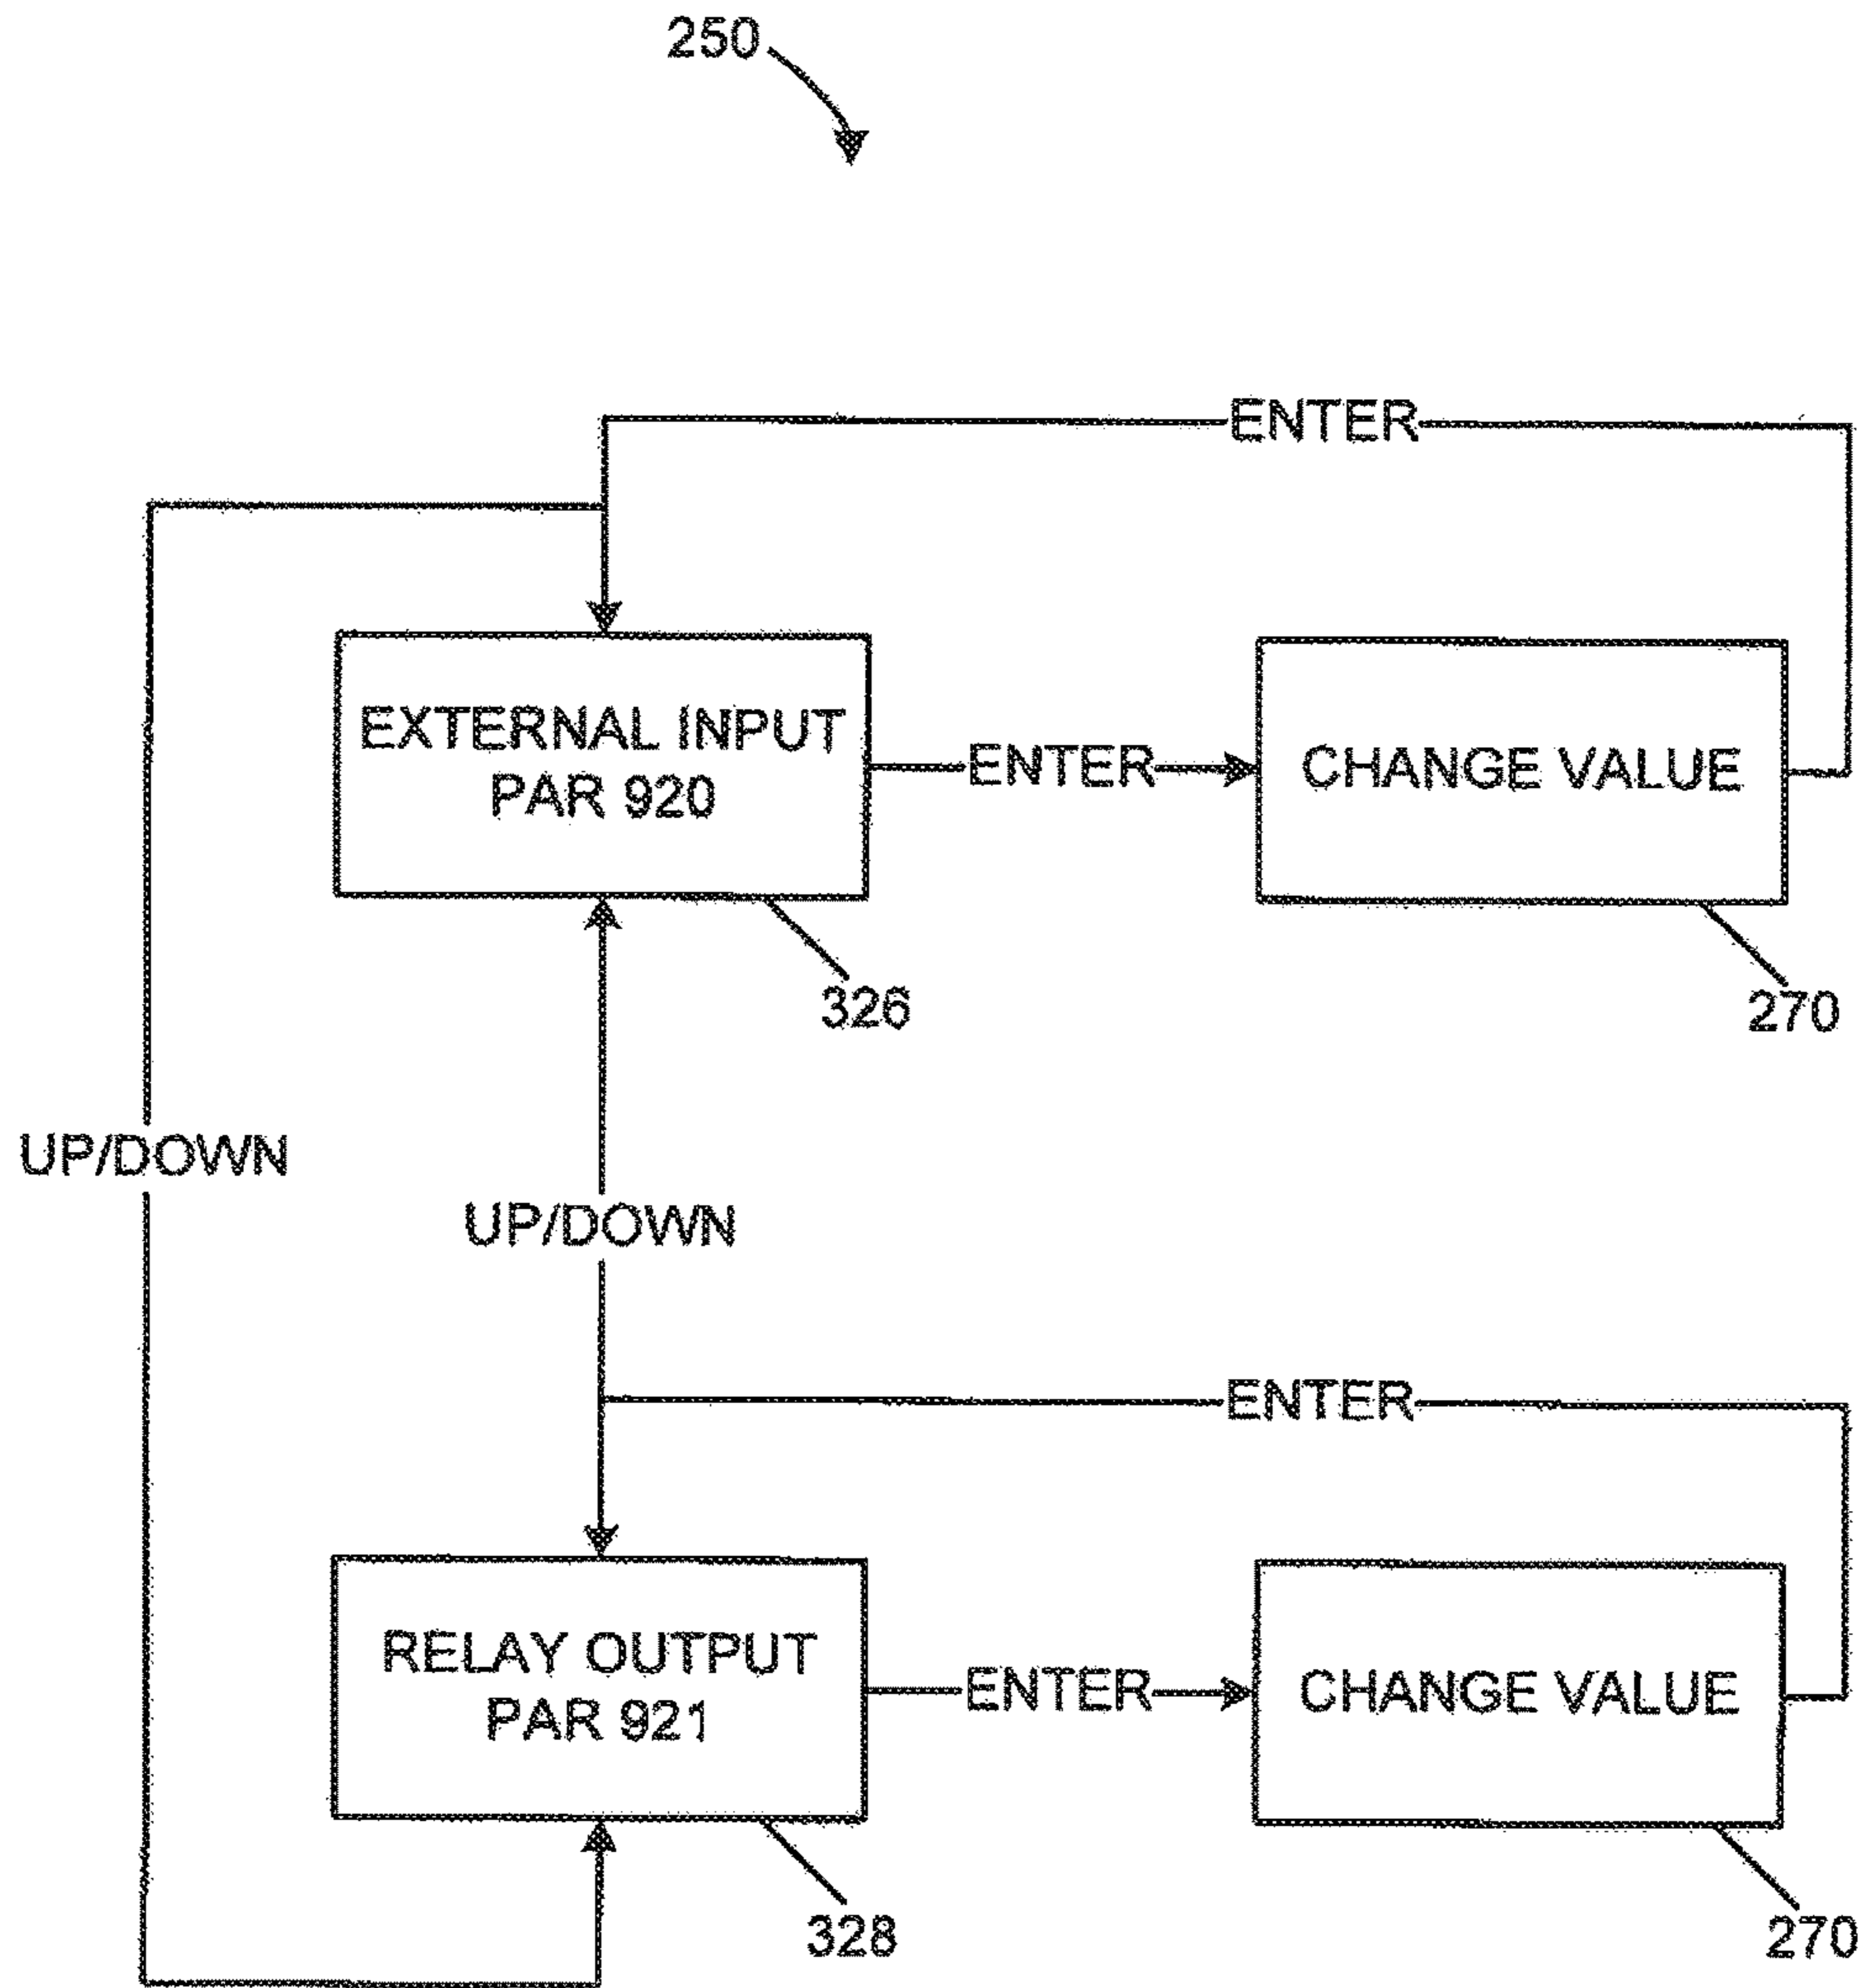 250
ENTER
EXTERNAL INPUT
PAR 920
ENTER
CHANGE VALUE
326
270
UP/DOWN
UP/DOWN
ENTER
RELAY OUTPUT
PAR 921
ENTER
CHANGE VALUE
328
270